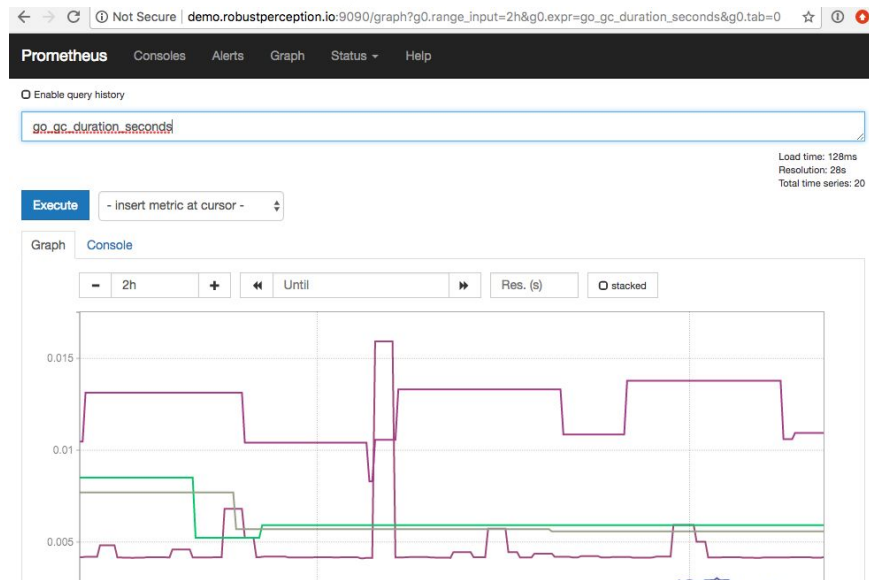 Not Secure | demo.robustperception.io:9090/graph?g0.range_input=2h&g0.expr=go_gc_duration_seconds&g0.tab=0
Prometheus Consoles Alerts Graph Status Help
Enable query history
go_gc_duration_seconds
Load time: 128ms
Resolution: 28s
Total time series: 20
Execute - insert metric at cursor -
Graph Console
- 2h + Until Res. (s) stacked
0.015
0.01
0.005